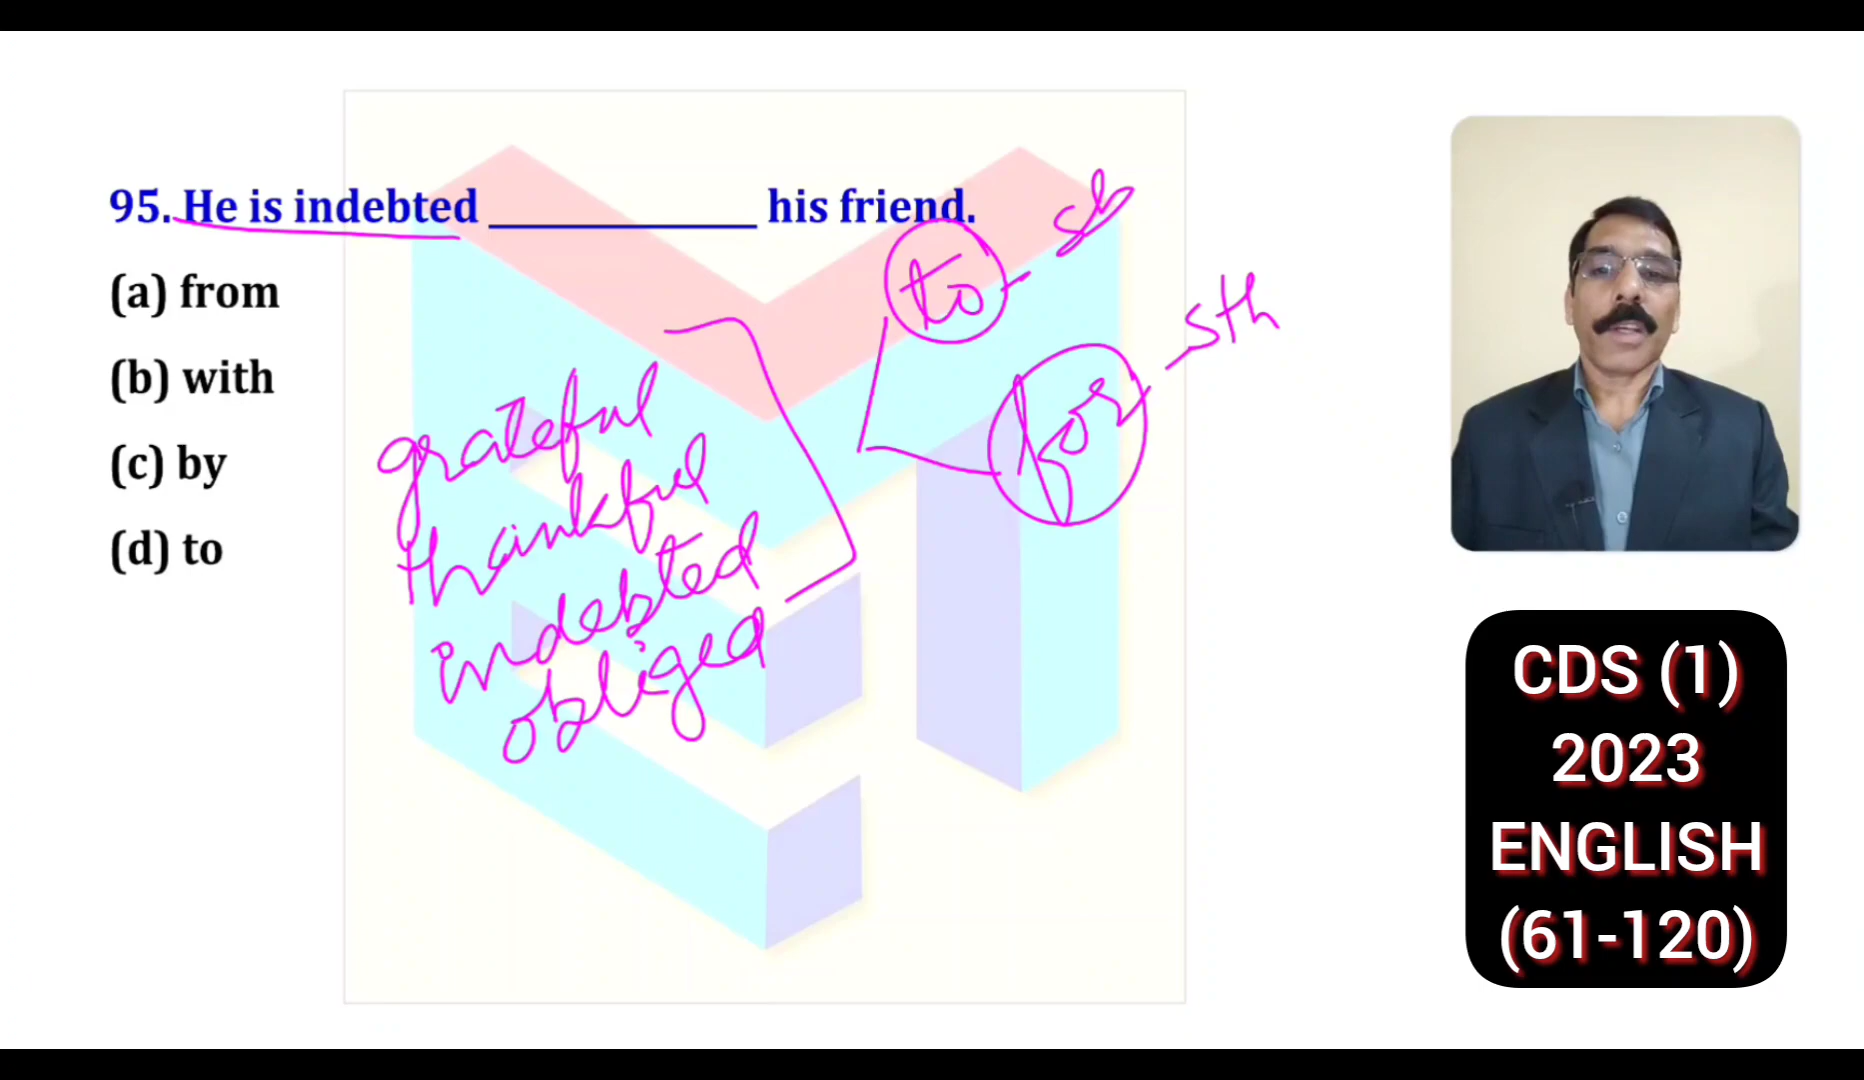 95. He is indebted ____________ his friend.
(a) from
(b) with
(c) by
(d) to
to - sb
for - sth
grateful
thankful
indebted
obliged
CDS (1)
2023
ENGLISH
(61-120)